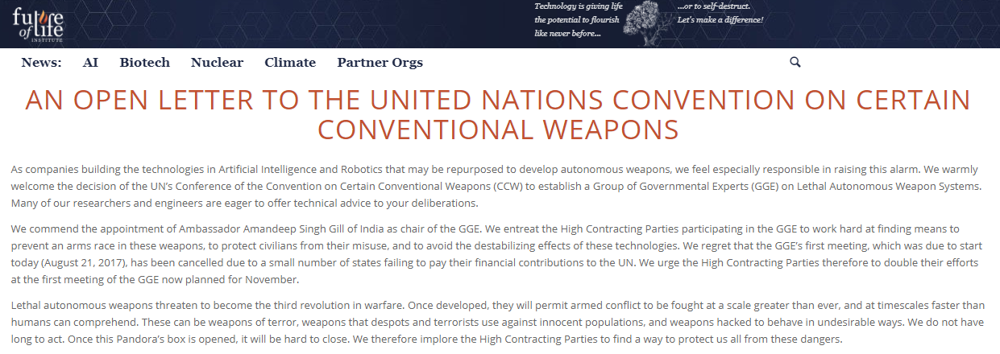 future
of life
INSTITUTE
Technology is giving life
the potential to flourish
like never before...
...or to self-destruct.
Let's make a difference!
News: AI Biotech Nuclear Climate Partner Orgs
AN OPEN LETTER TO THE UNITED NATIONS CONVENTION ON CERTAIN
CONVENTIONAL WEAPONS
As companies building the technologies in Artificial Intelligence and Robotics that may be repurposed to develop autonomous weapons, we feel especially responsible in raising this alarm. We warmly
welcome the decision of the UN's Conference of the Convention on Certain Conventional Weapons (CCW) to establish a Group of Governmental Experts (GGE) on Lethal Autonomous Weapon Systems.
Many of our researchers and engineers are eager to offer technical advice to your deliberations.
We commend the appointment of Ambassador Amandeep Singh Gill of India as chair of the GGE. We entreat the High Contracting Parties participating in the GGE to work hard at finding means to
prevent an arms race in these weapons, to protect civilians from their misuse, and to avoid the destabilizing effects of these technologies. We regret that the GGE's first meeting, which was due to start
today (August 21, 2017), has been cancelled due to a small number of states failing to pay their financial contributions to the UN. We urge the High Contracting Parties therefore to double their efforts
at the first meeting of the GGE now planned for November.
Lethal autonomous weapons threaten to become the third revolution in warfare. Once developed, they will permit armed conflict to be fought at a scale greater than ever, and at timescales faster than
humans can comprehend. These can be weapons of terror, weapons that despots and terrorists use against innocent populations, and weapons hacked to behave in undesirable ways. We do not have
long to act. Once this Pandora's box is opened, it will be hard to close. We therefore implore the High Contracting Parties to find a way to protect us all from these dangers.